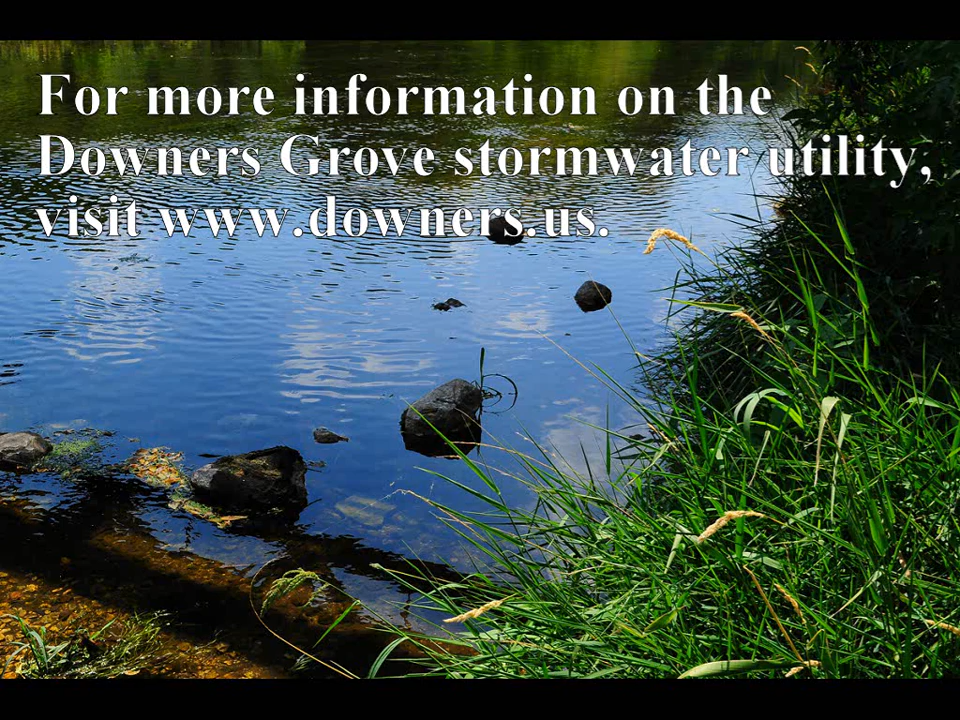 For more information on the
Downers Grove stormwater utility,
visit www.downers.us.